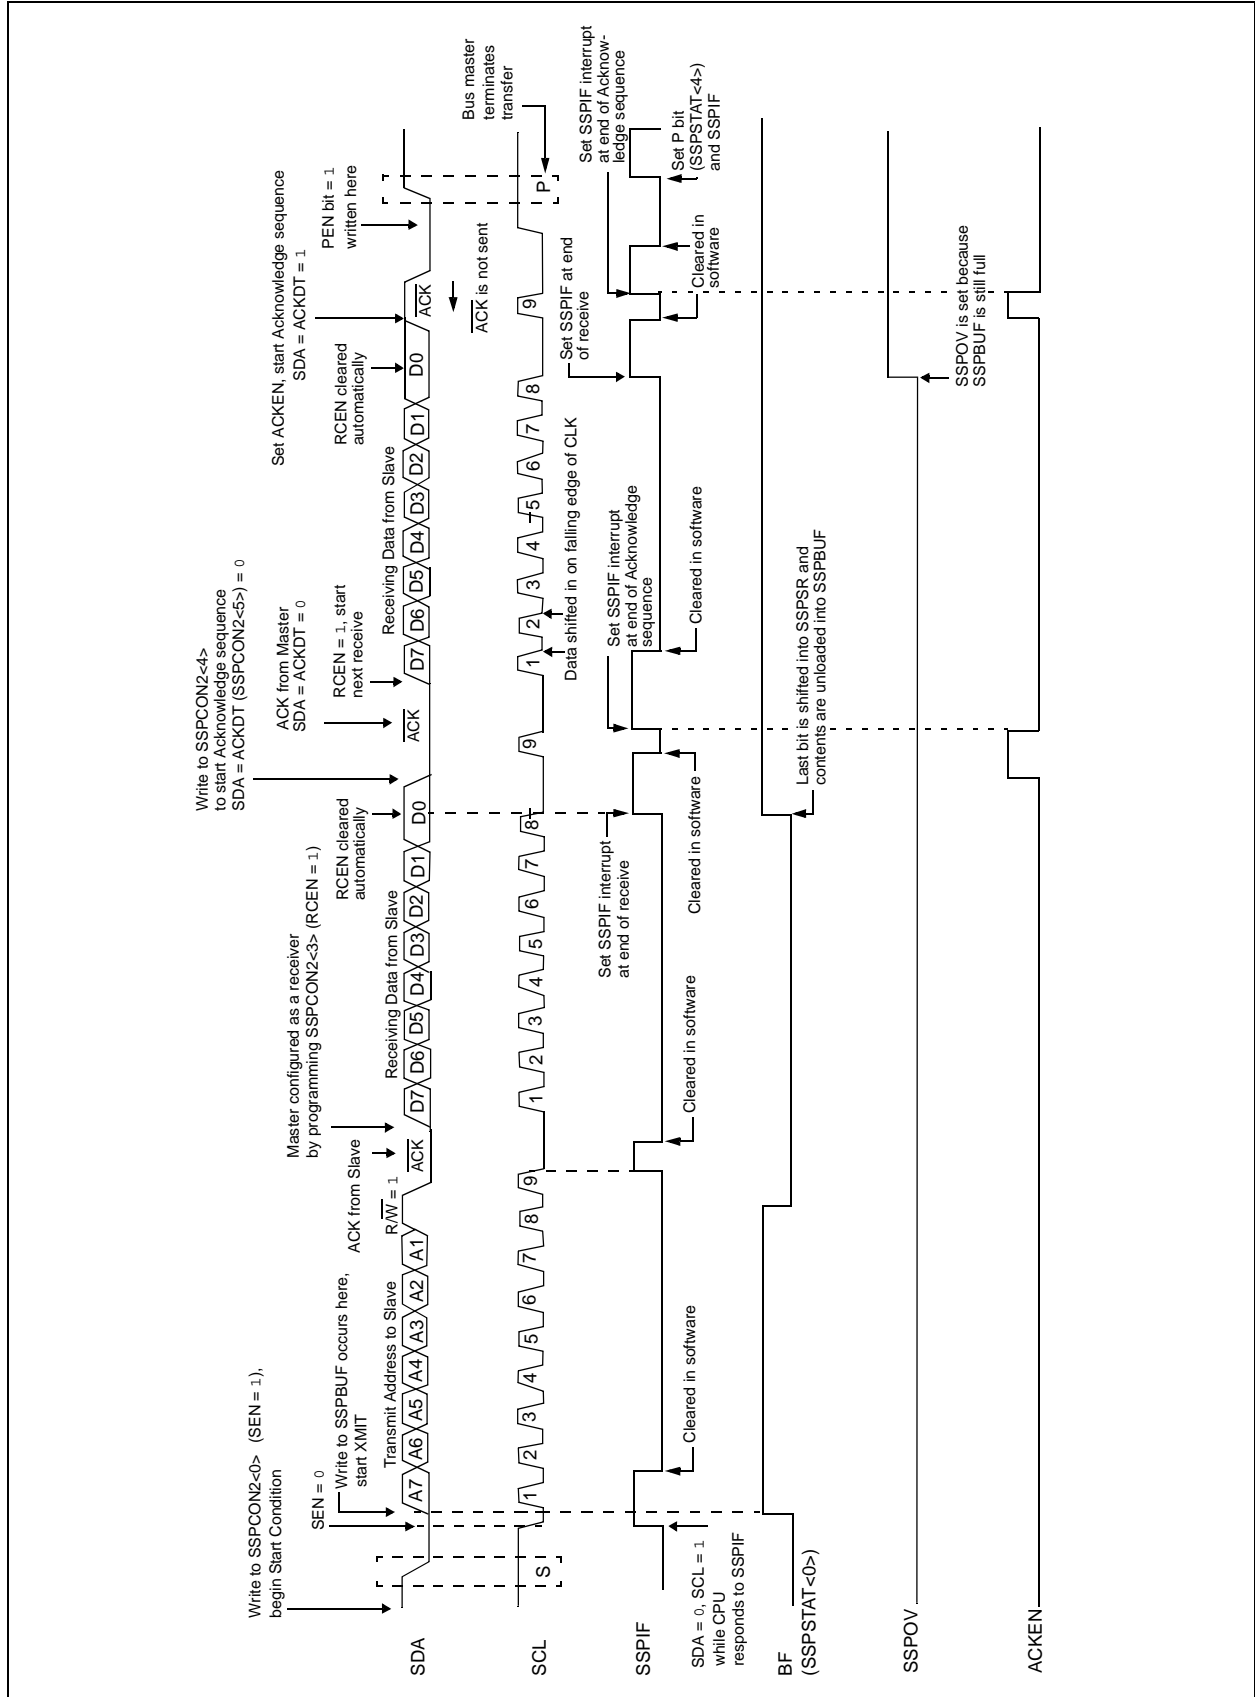 Write to SSPCON2<0> (SEN = 1),
begin Start Condition
SEN = 0
Write to SSPBUF occurs here,
start XMIT
ACK from Slave
Master configured as a receiver
by programming SSPCON2<3> (RCEN = 1)
RCEN cleared
automatically
Write to SSPCON2<4>
to start Acknowledge sequence
SDA = ACKDT (SSPCON2<5>) = 0
ACK from Master
SDA = ACKDT = 0
RCEN = 1, start
next receive
RCEN cleared
automatically
Set ACKEN, start Acknowledge sequence
SDA = ACKDT = 1
PEN bit = 1
written here
Transmit Address to Slave
R/W = 1
Receiving Data from Slave
Receiving Data from Slave
SDA
A7 A6 A5 A4 A3 A2 A1
ACK
D7 D6 D5 D4 D3 D2 D1 D0
ACK
D7 D6 D5 D4 D3 D2 D1 D0
ACK
ACK is not sent
Bus master
terminates
transfer
SCL
S
1 2 3 4 5 6 7 8 9
1 2 3 4 5 6 7 8 9
1 2 3 4 5 6 7 8 9
P
Data shifted in on falling edge of CLK
Set SSPIF interrupt
at end of receive
Set SSPIF interrupt
at end of Acknowledge
sequence
Set SSPIF at end
of receive
Set SSPIF interrupt
at end of Acknow-
ledge sequence
SSPIF
SDA = 0, SCL = 1
while CPU
responds to SSPIF
Cleared in software
Cleared in software
Cleared in software
Cleared in software
Cleared in
software
Set P bit
(SSPSTAT<4>)
and SSPIF
BF
(SSPSTAT<0>)
Last bit is shifted into SSPSR and
contents are unloaded into SSPBUF
SSPOV
SSPOV is set because
SSPBUF is still full
ACKEN